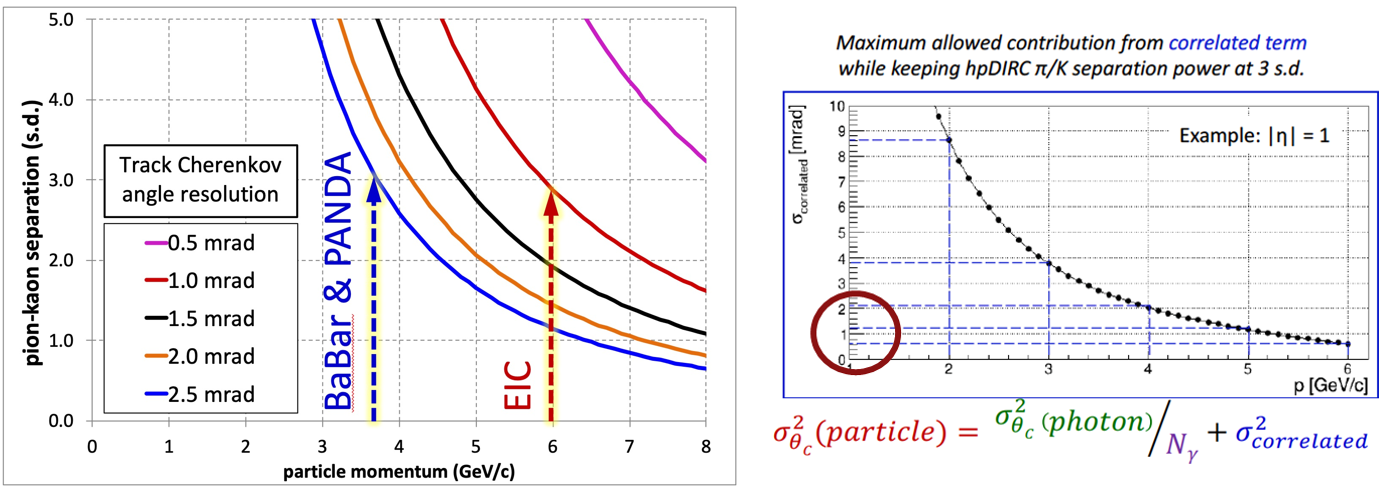 5.0
4.0
3.0
2.0
1.0
0.0
pion-kaon separation (s.d.)
Track Cherenkov
angle resolution
0.5 mrad
1.0 mrad
1.5 mrad
2.0 mrad
2.5 mrad
BaBar & PANDA
EIC
0 1 2 3 4 5 6 7 8
particle momentum (GeV/c)
Maximum allowed contribution from correlated term
while keeping hpDIRC π/K separation power at 3 s.d.
σcorrelated [mrad]
10
9
8
7
6
5
4
3
2
1
0
Example: |η| = 1
1 2 3 4 5 6
p [GeV/c]
σ²θc(particle) = σ²θc(photon)/Nγ + σ²correlated